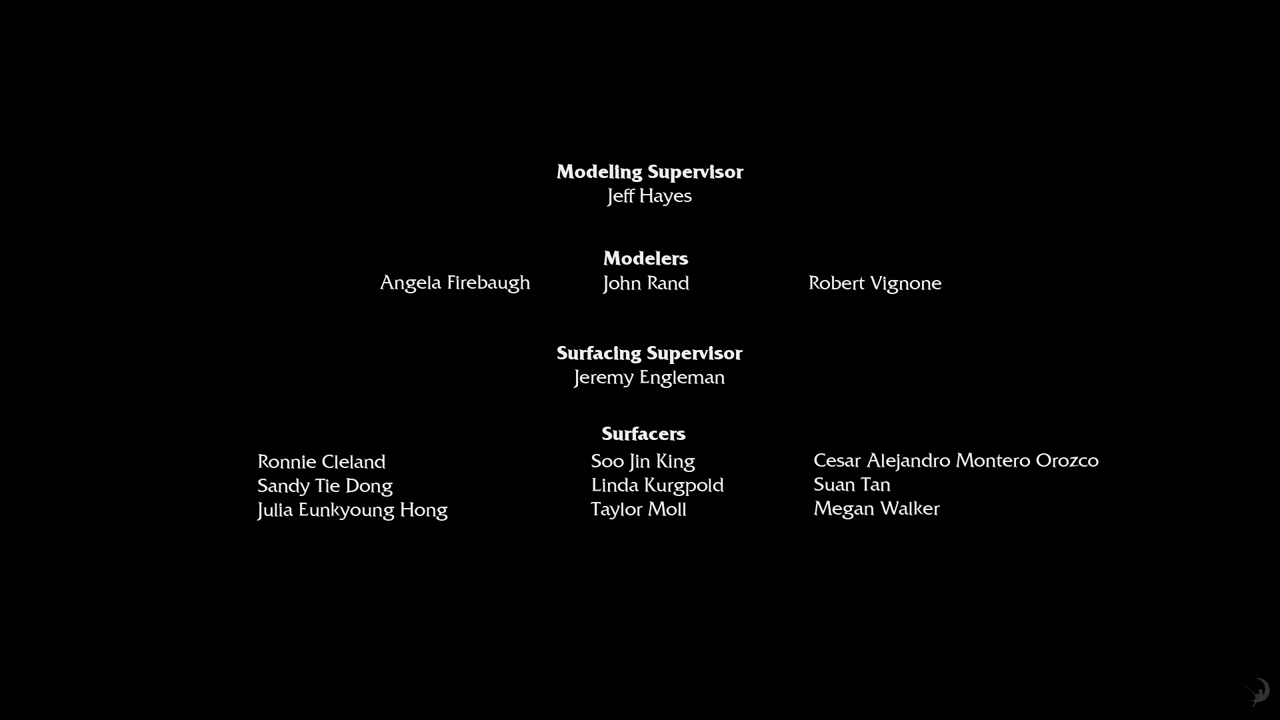 Modeling Supervisor
Jeff Hayes
Modelers
Angela Firebaugh John Rand Robert Vignone
Surfacing Supervisor
Jeremy Engleman
Surfacers
Ronnie Cleland Soo Jin King Cesar Alejandro Montero Orozco
Sandy Tie Dong Linda Kurgpold Suan Tan
Julia Eunkyoung Hong Taylor Moll Megan Walker